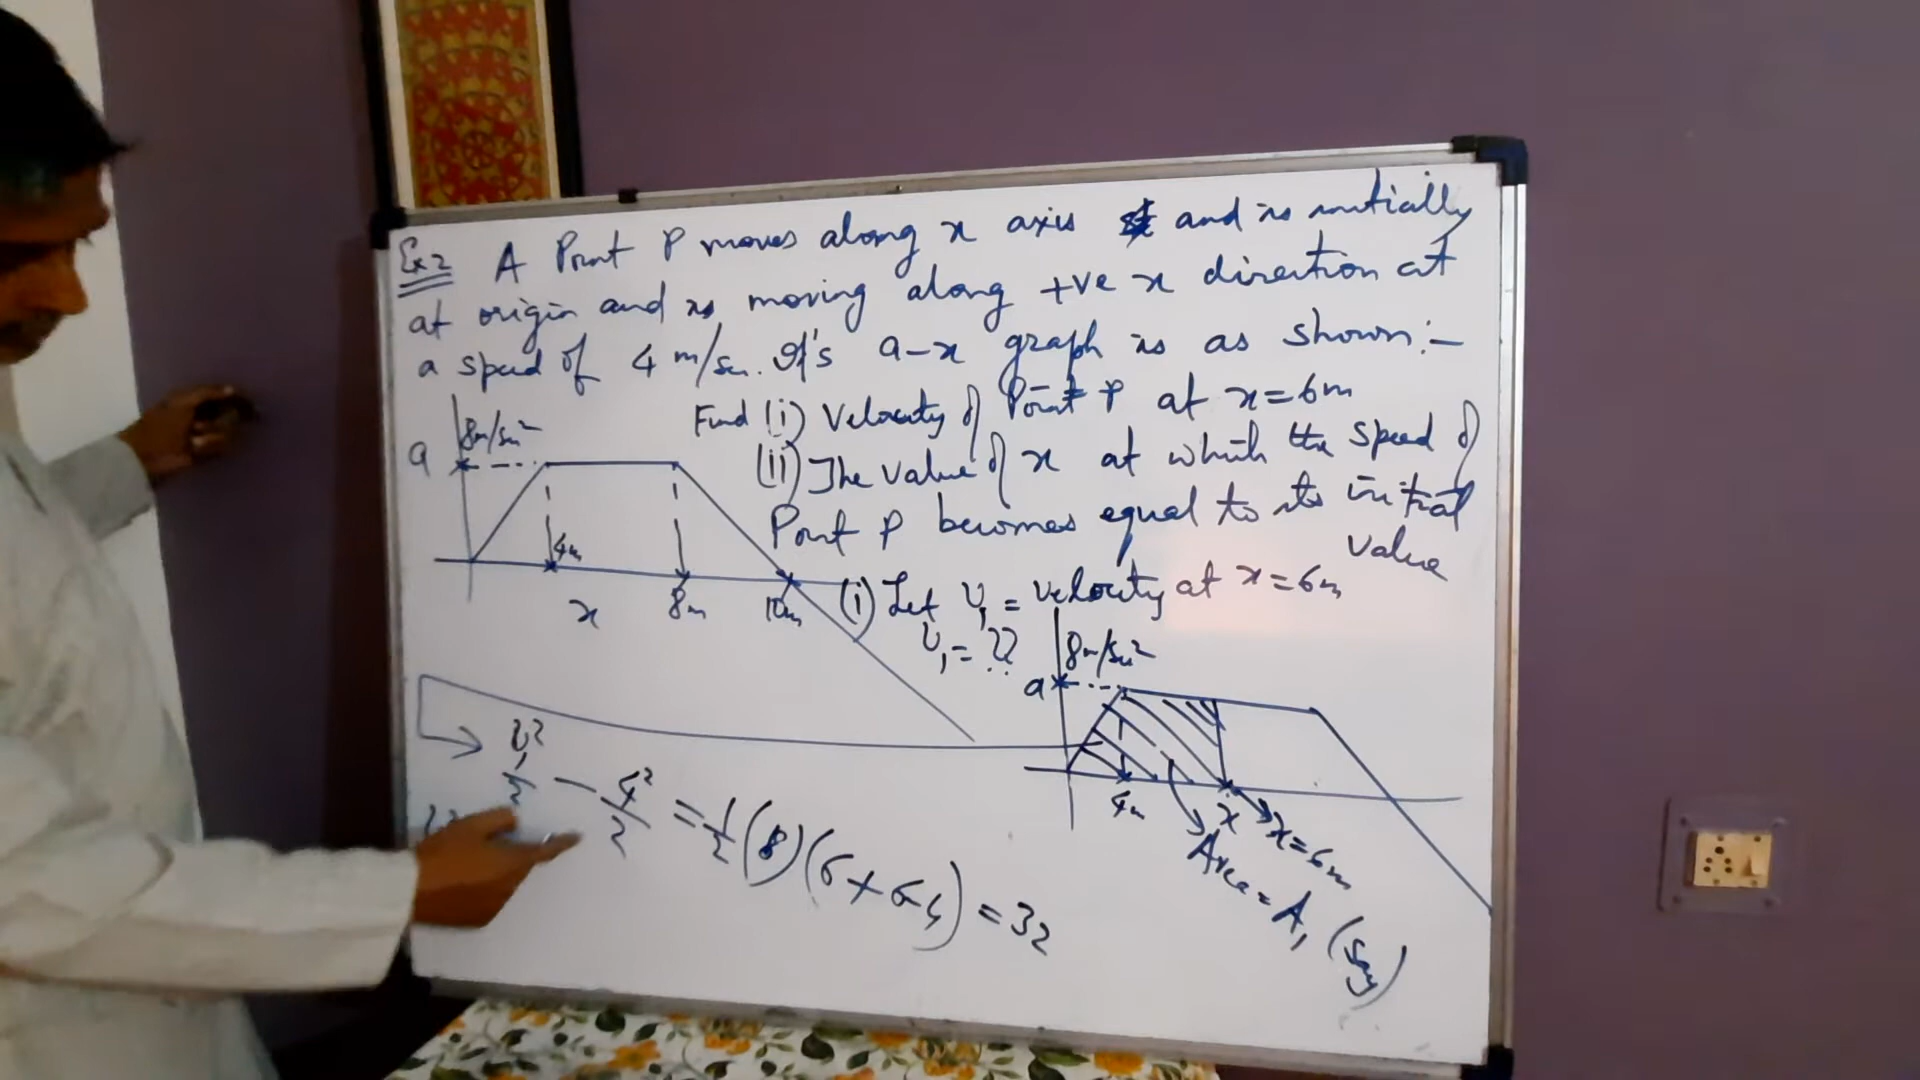 Ex2 A Point P moves along x axis and is initially
at origin and is moving along +ve x direction at
a speed of 4 m/sec. It's a-x graph is as shown:-
Find (i) Velocity of Point P at x=6m
(ii) The value of x at which the speed of
Point P becomes equal to its initial
value
a 8m/sec²
4m
x 8m 10m
(i) Let v₁ = velocity at x=6m
v₁ = ??
8m/sec²
a
4m x x=6m
Area = A₁ (say)
v₁²/2 - 4²/2 = 1/2 (8)(6+6-4) = 32